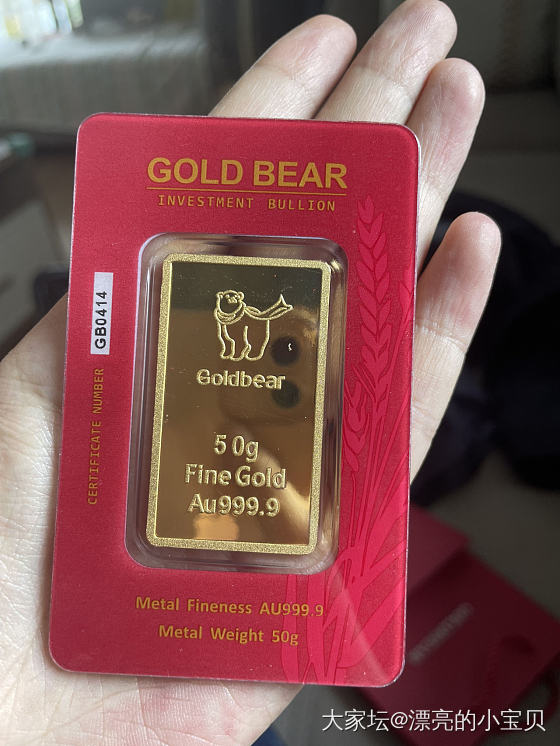 GOLD BEAR
INVESTMENT BULLION
GB0414
CERTIFICATE NUMBER
Goldbear
50g
Fine Gold
Au999.9
Metal Fineness AU999.9
Metal Weight 50g
大家坛@漂亮的小宝贝